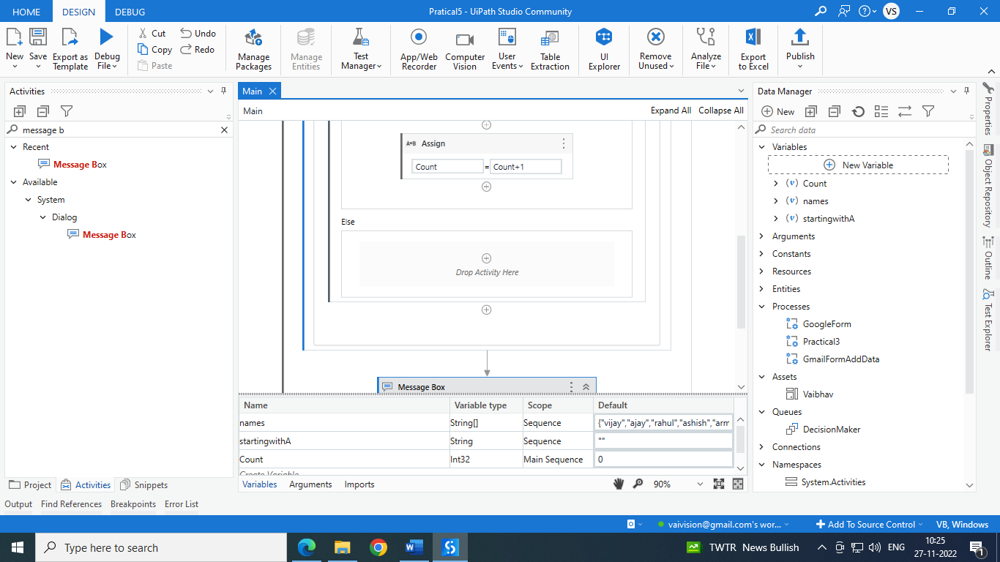 HOME DESIGN DEBUG Pratical5 - UiPath Studio Community VS
New Save Export as Template Debug File Cut Copy Paste Undo Redo Manage Packages Manage Entities Test Manager App/Web Recorder Computer Vision User Events Table Extraction UI Explorer Remove Unused Analyze File Export to Excel Publish
Activities
message b
Recent
Message Box
Available
System
Dialog
Message Box
Project Activities Snippets
Main
Main Expand All Collapse All
A*B Assign
Count = Count+1
Else
Drop Activity Here
Message Box
Name Variable type Scope Default
names String[] Sequence {"vijay","ajay","rahul","ashish","arm
startingwithA String Sequence ""
Count Int32 Main Sequence 0
Create Variable
Variables Arguments Imports 90%
Data Manager
New
Search data
Variables
New Variable
(v) Count
(v) names
(v) startingwithA
Arguments
Constants
Resources
Entities
Processes
GoogleForm
Practical3
GmailFormAddData
Assets
Vaibhav
Queues
DecisionMaker
Connections
Namespaces
System.Activities
Properties
Object Repository
Outline
Test Explorer
Output Find References Breakpoints Error List
vaivision@gmail.com's wor... Add To Source Control VB, Windows
Type here to search TWTR News Bullish ENG 10:25
27-11-2022
1